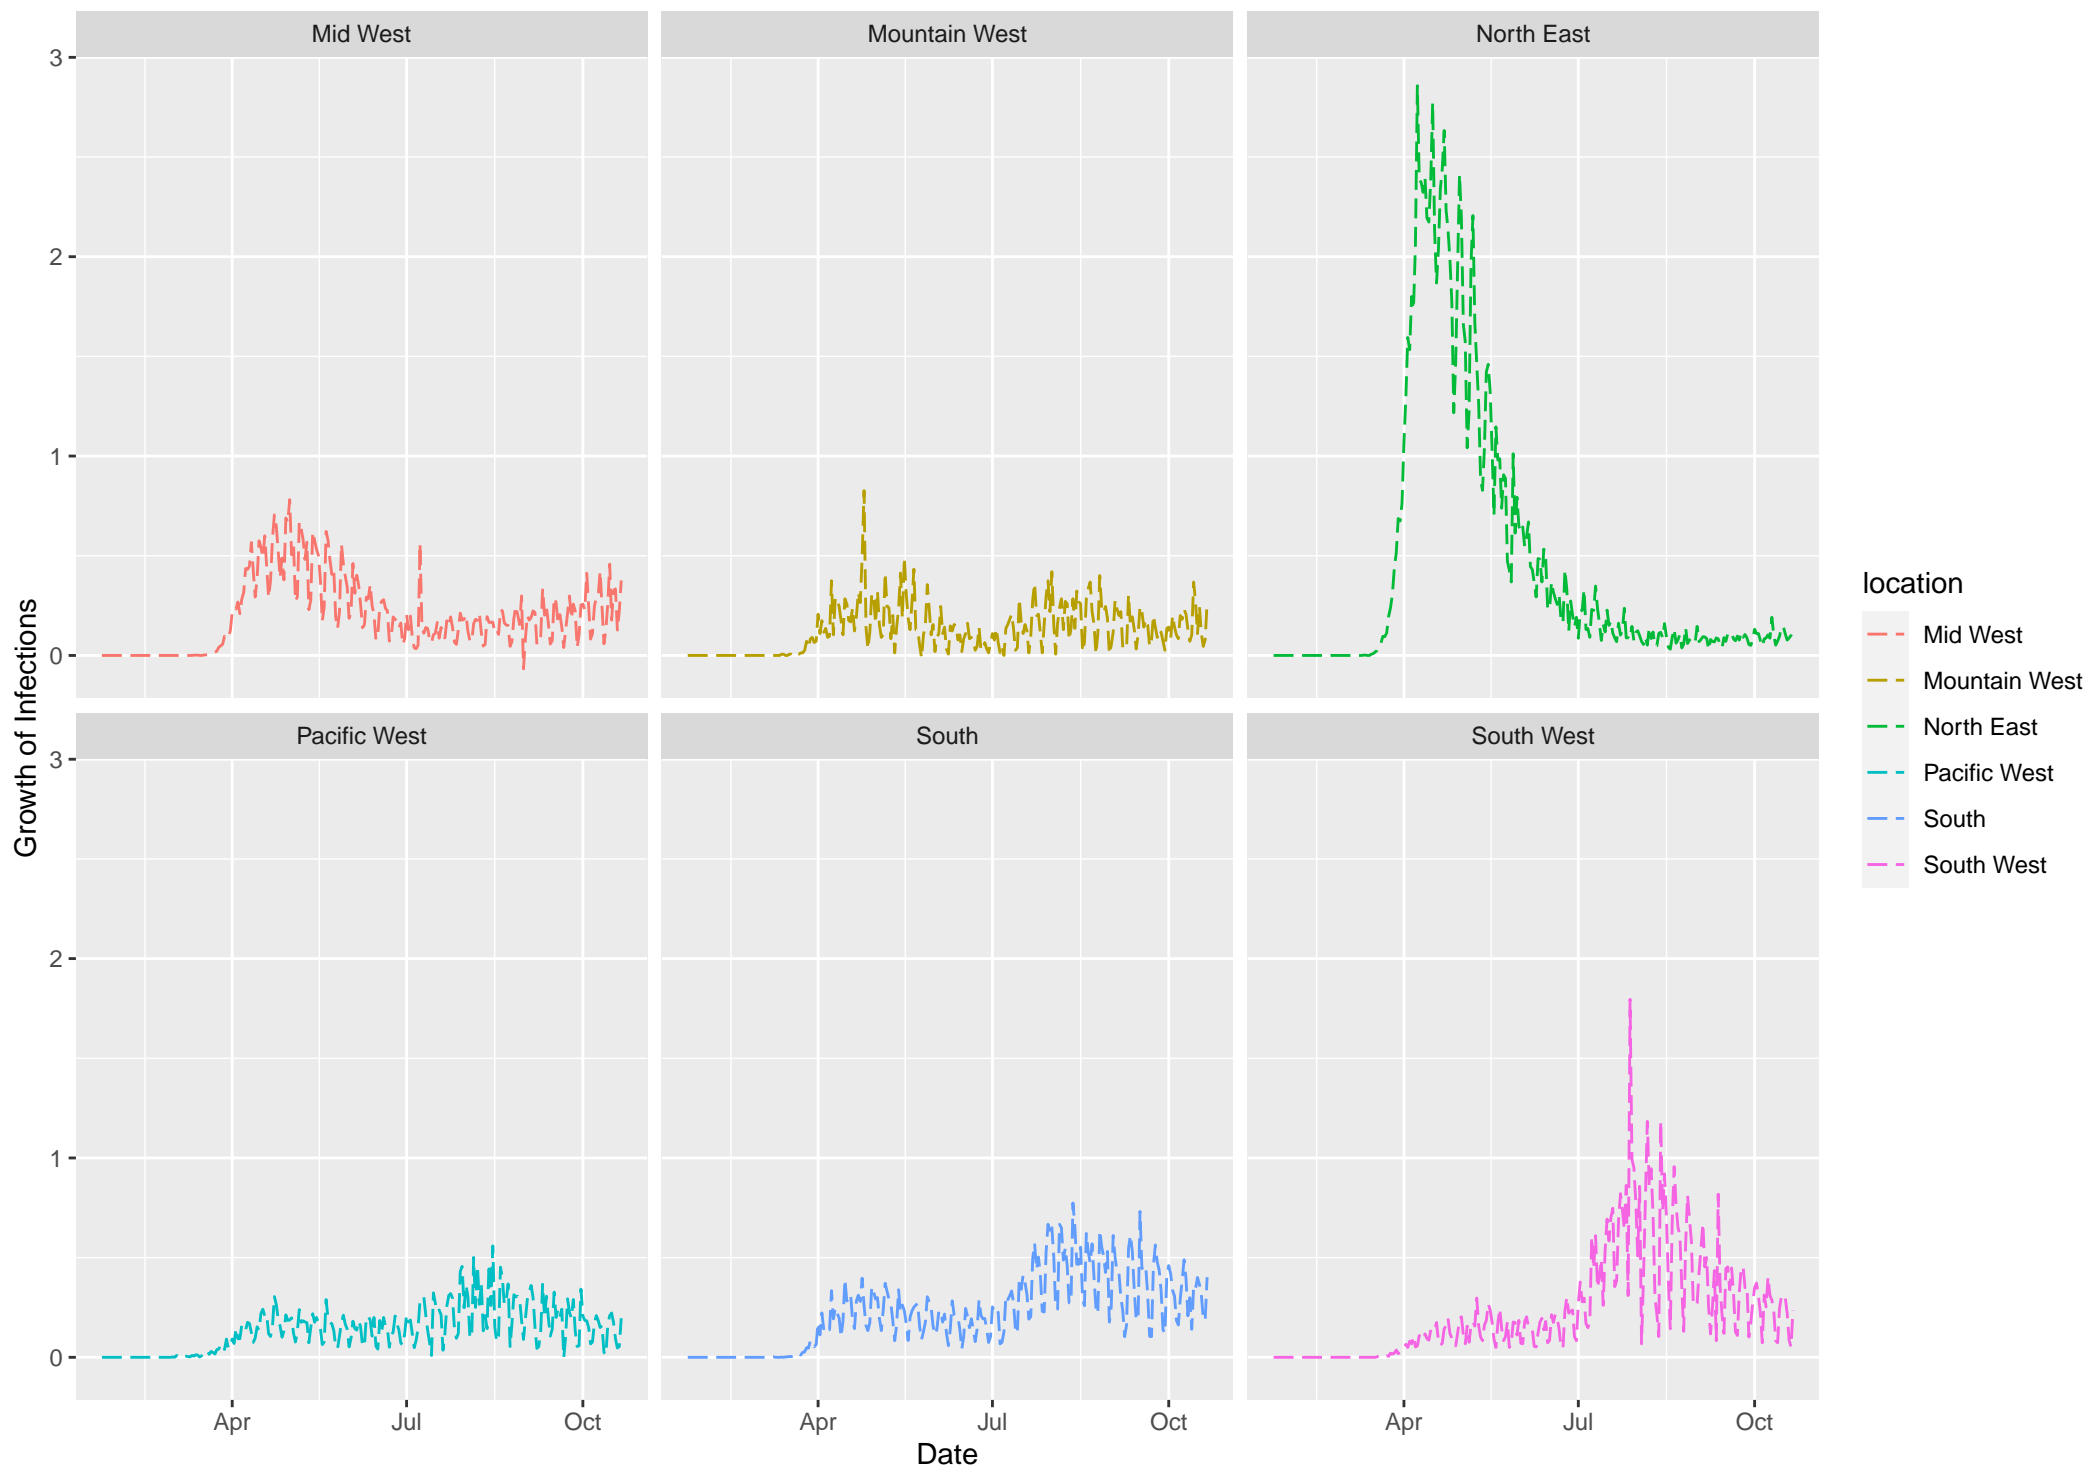 Mid West
Mountain West
North East
3
2
1
0
Growth of Infections
Pacific West
South
South West
3
2
1
0
Apr
Jul
Oct
Apr
Jul
Oct
Apr
Jul
Oct
Date
location
Mid West
Mountain West
North East
Pacific West
South
South West